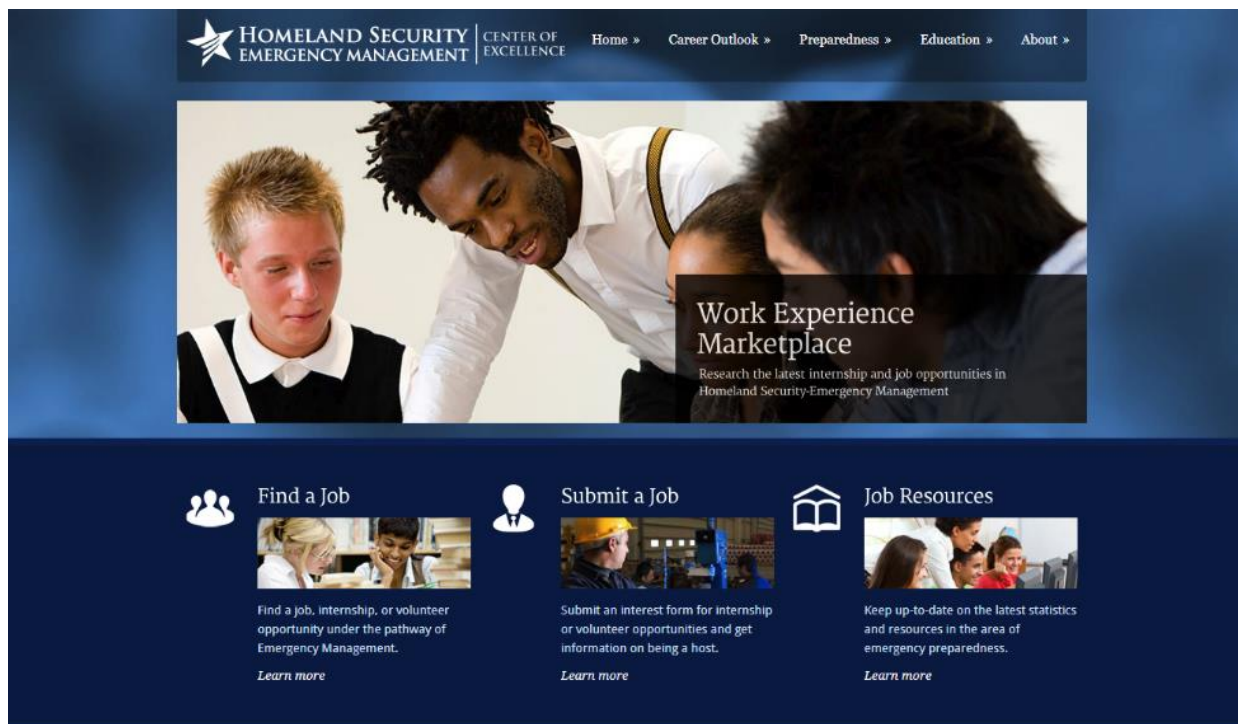 HOMELAND SECURITY
EMERGENCY MANAGEMENT
CENTER OF
EXCELLENCE
Home »
Career Outlook »
Preparedness »
Education »
About »
Work Experience
Marketplace
Research the latest internship and job opportunities in
Homeland Security-Emergency Management
Find a Job
Find a job, internship, or volunteer
opportunity under the pathway of
Emergency Management.
Learn more
Submit a Job
Submit an interest form for internship
or volunteer opportunities and get
information on being a host.
Learn more
Job Resources
Keep up-to-date on the latest statistics
and resources in the area of
emergency preparedness.
Learn more